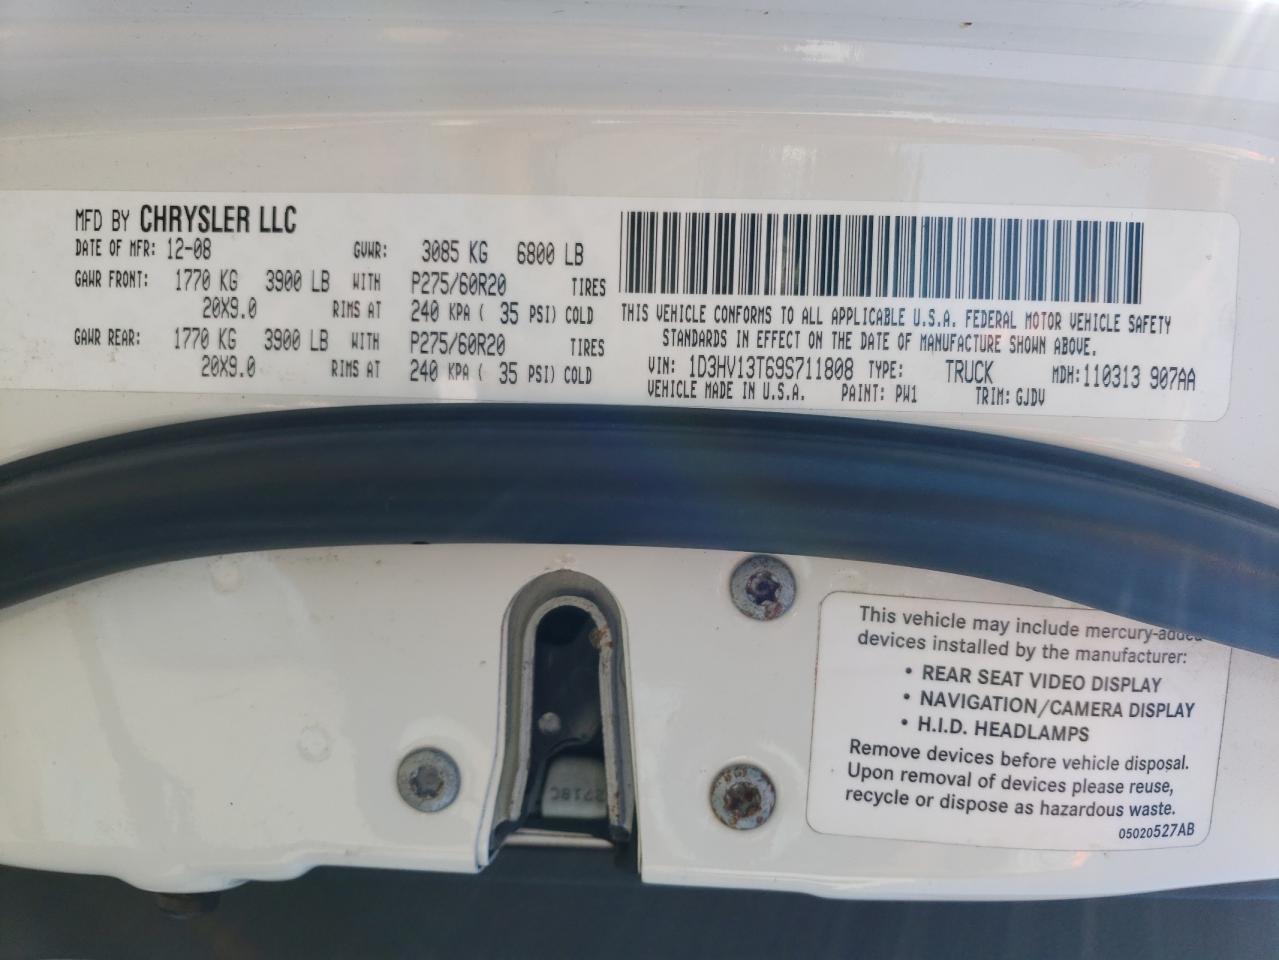 MFD BY CHRYSLER LLC
DATE OF MFR: 12-08 GVWR: 3085 KG 6800 LB
GAWR FRONT: 1770 KG 3900 LB WITH P275/60R20 TIRES
20X9.0 RIMS AT 240 KPA ( 35 PSI) COLD
GAWR REAR: 1770 KG 3900 LB WITH P275/60R20 TIRES
20X9.0 RIMS AT 240 KPA ( 35 PSI) COLD
THIS VEHICLE CONFORMS TO ALL APPLICABLE U.S.A. FEDERAL MOTOR VEHICLE SAFETY
STANDARDS IN EFFECT ON THE DATE OF MANUFACTURE SHOWN ABOVE.
VIN: 1D3HV13T69S711808 TYPE: TRUCK MDH: 110313 907AA
VEHICLE MADE IN U.S.A. PAINT: PW1 TRIM: GJDV
This vehicle may include mercury-added
devices installed by the manufacturer:
• REAR SEAT VIDEO DISPLAY
• NAVIGATION/CAMERA DISPLAY
• H.I.D. HEADLAMPS
Remove devices before vehicle disposal.
Upon removal of devices please reuse,
recycle or dispose as hazardous waste.
05020527AB